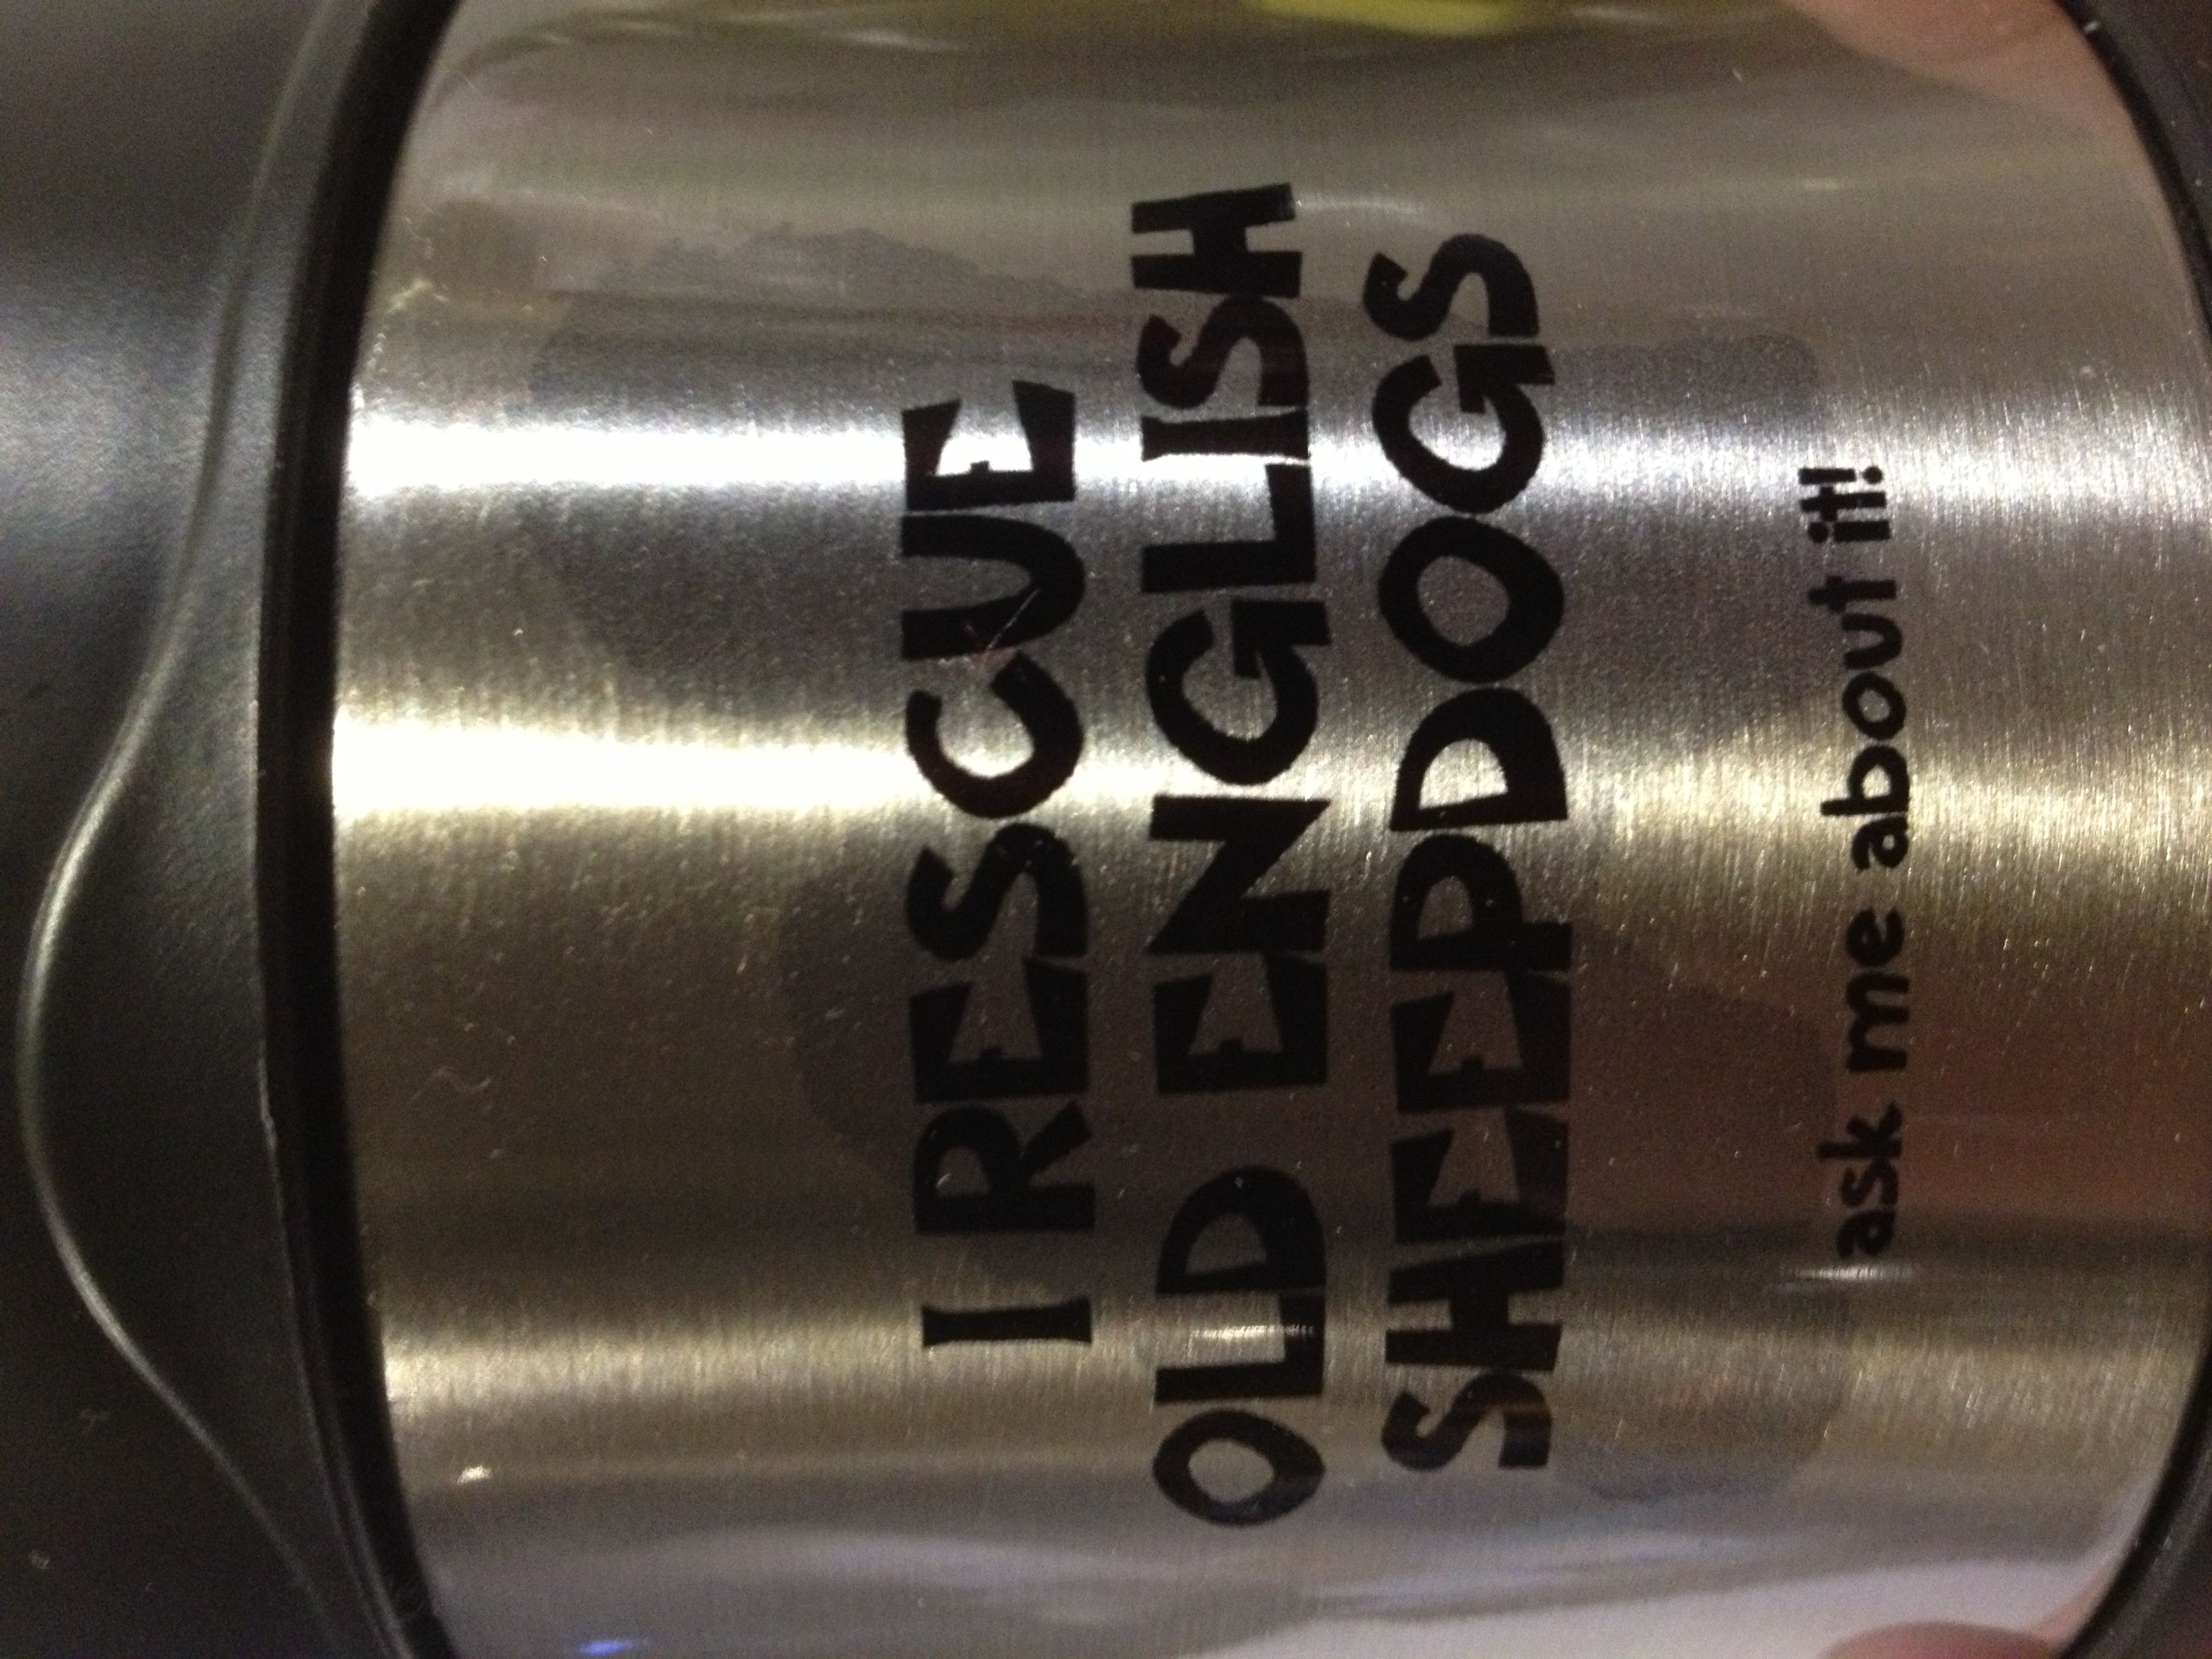 I RESCUE
OLD ENGLISH
SHEEPDOGS
ask me about it!